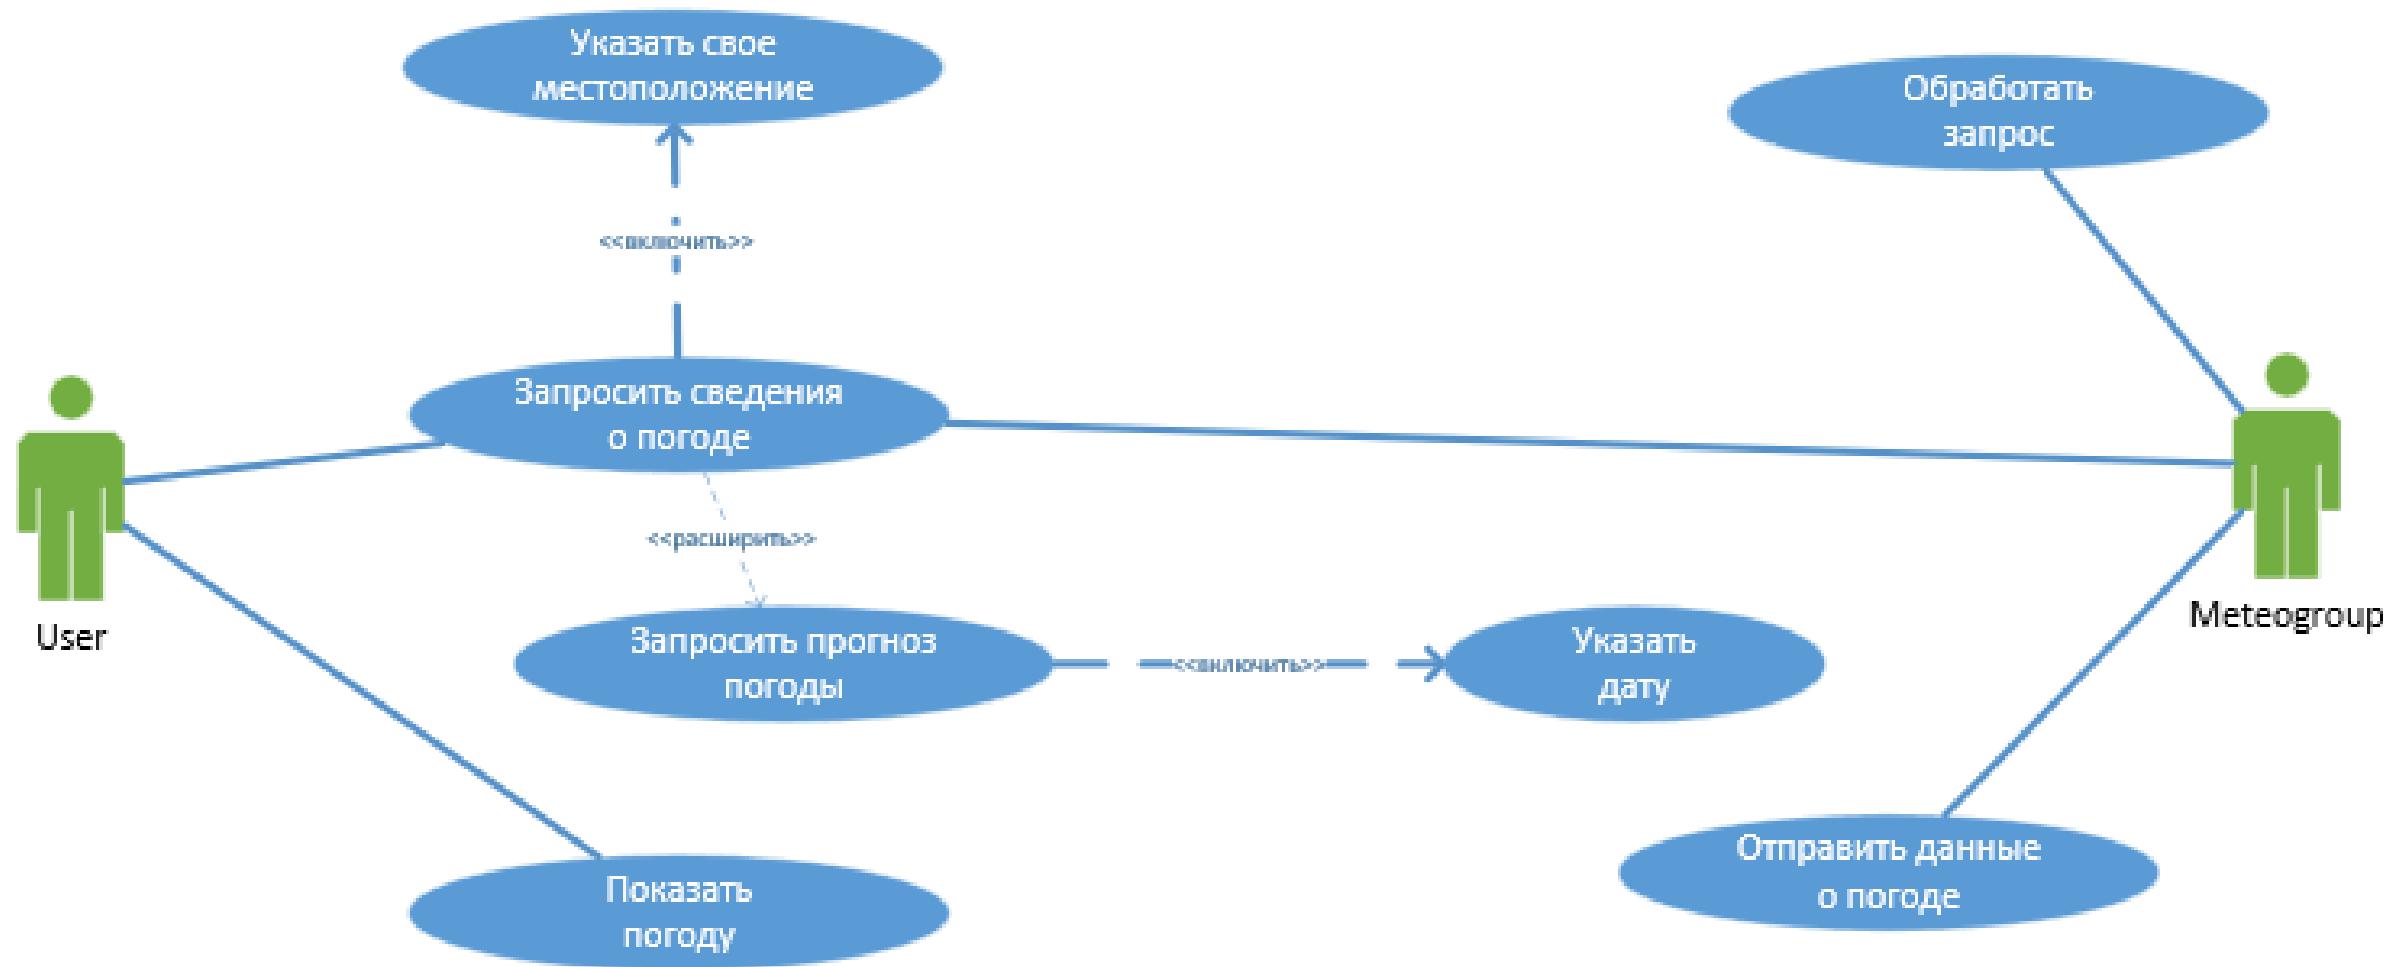 Указать свое
местоположение
Обработать
запрос
<<включить>>
Запросить сведения
о погоде
<<расширить>>
User
Meteogroup
Запросить прогноз
погоды
<<включить>>
Указать
дату
Отправить данные
о погоде
Показать
погоду